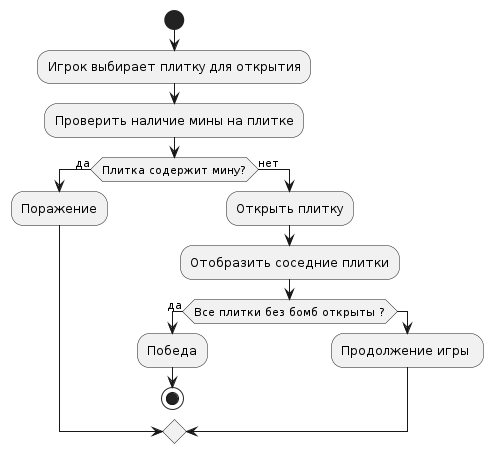 Игрок выбирает плитку для открытия
Проверить наличие мины на плитке
да
Плитка содержит мину?
нет
Поражение
Открыть плитку
Отобразить соседние плитки
да
Все плитки без бомб открыты ?
Победа
Продолжение игры